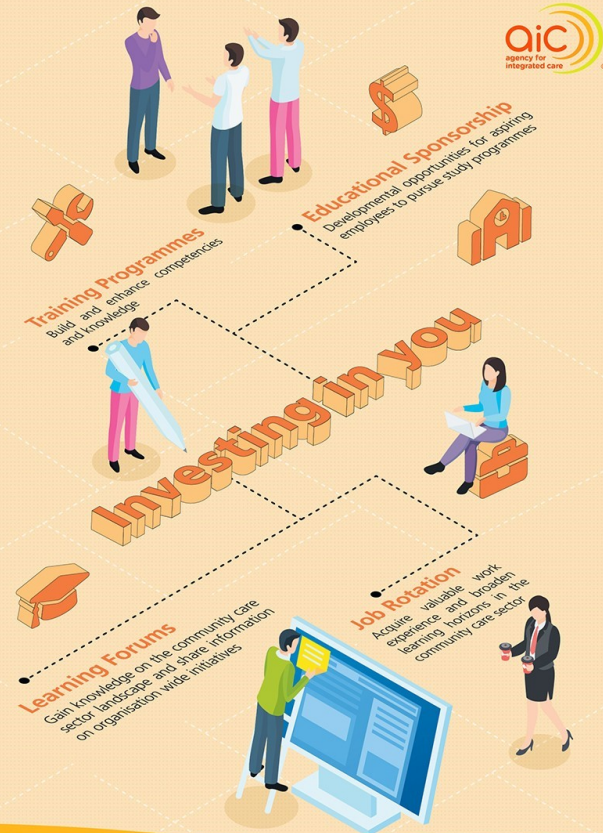 aic
agency for
integrated care
Educational Sponsorship
Developmental opportunities for aspiring
employees to pursue study programmes
Training Programmes
Build and enhance competencies
and knowledge
Investing in you
Job Rotation
Acquire valuable work
experience and broaden
learning horizons in the
community care sector
Learning Forums
Gain knowledge on the community care
sector landscape and share information
on organisation wide initiatives